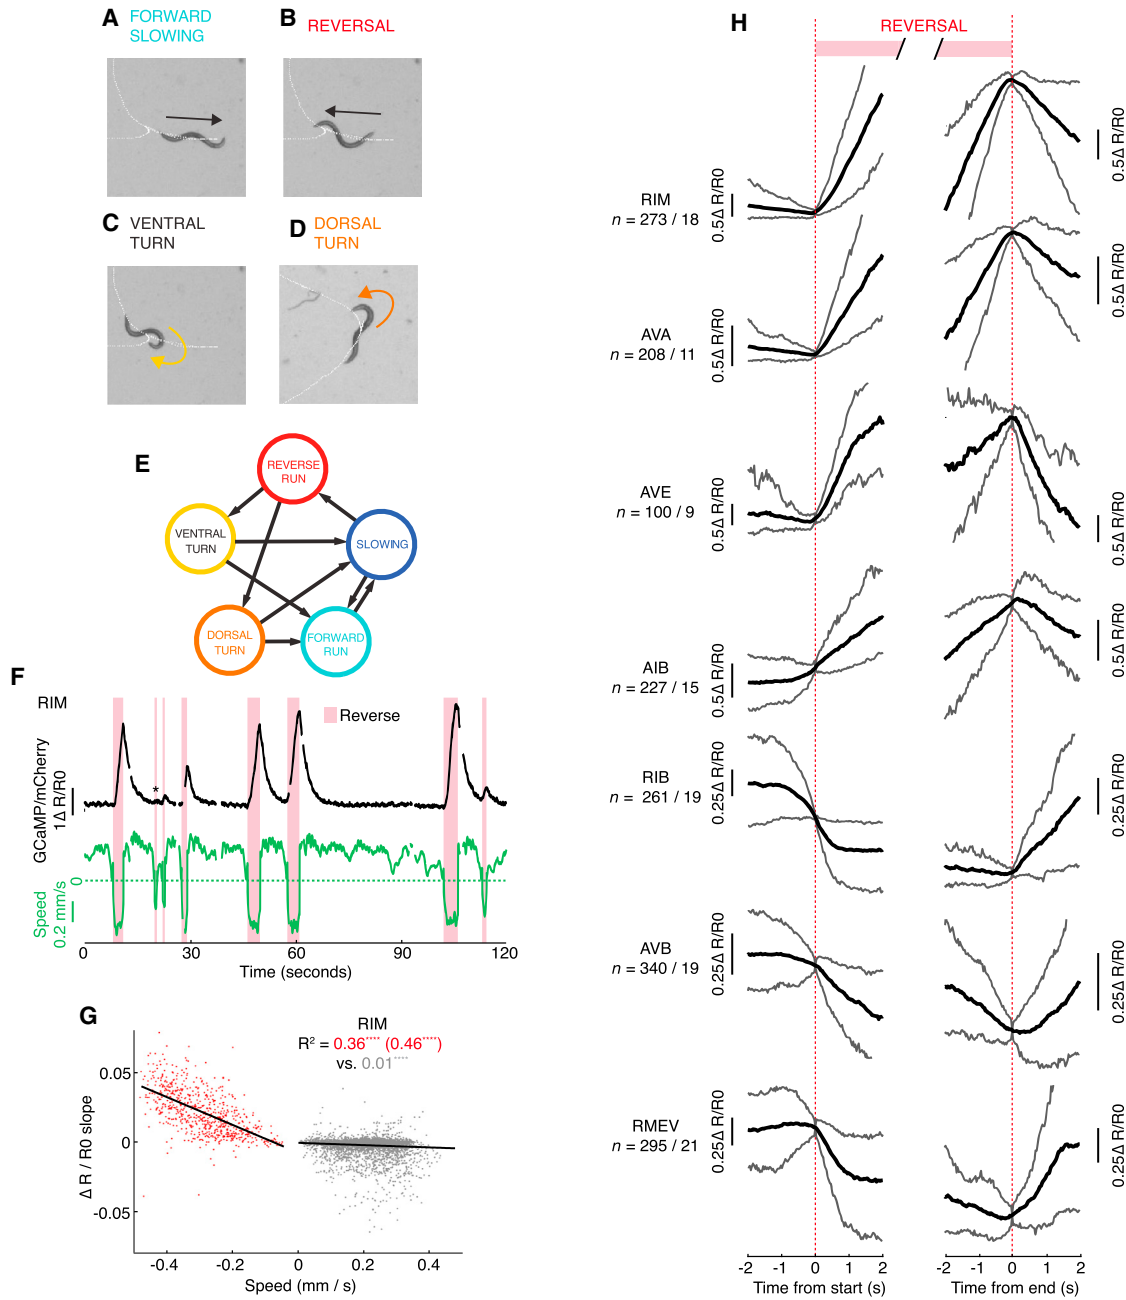 A FORWARD
SLOWING
B REVERSAL
C VENTRAL
TURN
D DORSAL
TURN
E
REVERSE
RUN
VENTRAL
TURN
SLOWING
DORSAL
TURN
FORWARD
RUN
F
RIM
Reverse
GCaMP/mCherry
1Δ R/R0
Speed
0.2 mm/s
0
*
0 30 60 90 120
Time (seconds)
G
RIM
R² = 0.36**** (0.46****)
vs. 0.01****
Δ R / R0 slope
0.05
0
-0.05
-0.4 -0.2 0 0.2 0.4
Speed (mm / s)
H
REVERSAL
RIM
n = 273 / 18
0.5Δ R/R0
0.5Δ R/R0
AVA
n = 208 / 11
0.5Δ R/R0
0.5Δ R/R0
AVE
n = 100 / 9
0.5Δ R/R0
0.5Δ R/R0
AIB
n = 227 / 15
0.5Δ R/R0
0.5Δ R/R0
RIB
n = 261 / 19
0.25Δ R/R0
0.25Δ R/R0
AVB
n = 340 / 19
0.25Δ R/R0
0.25Δ R/R0
RMEV
n = 295 / 21
0.25Δ R/R0
0.25Δ R/R0
-2 -1 0 1 2
Time from start (s)
-2 -1 0 1 2
Time from end (s)